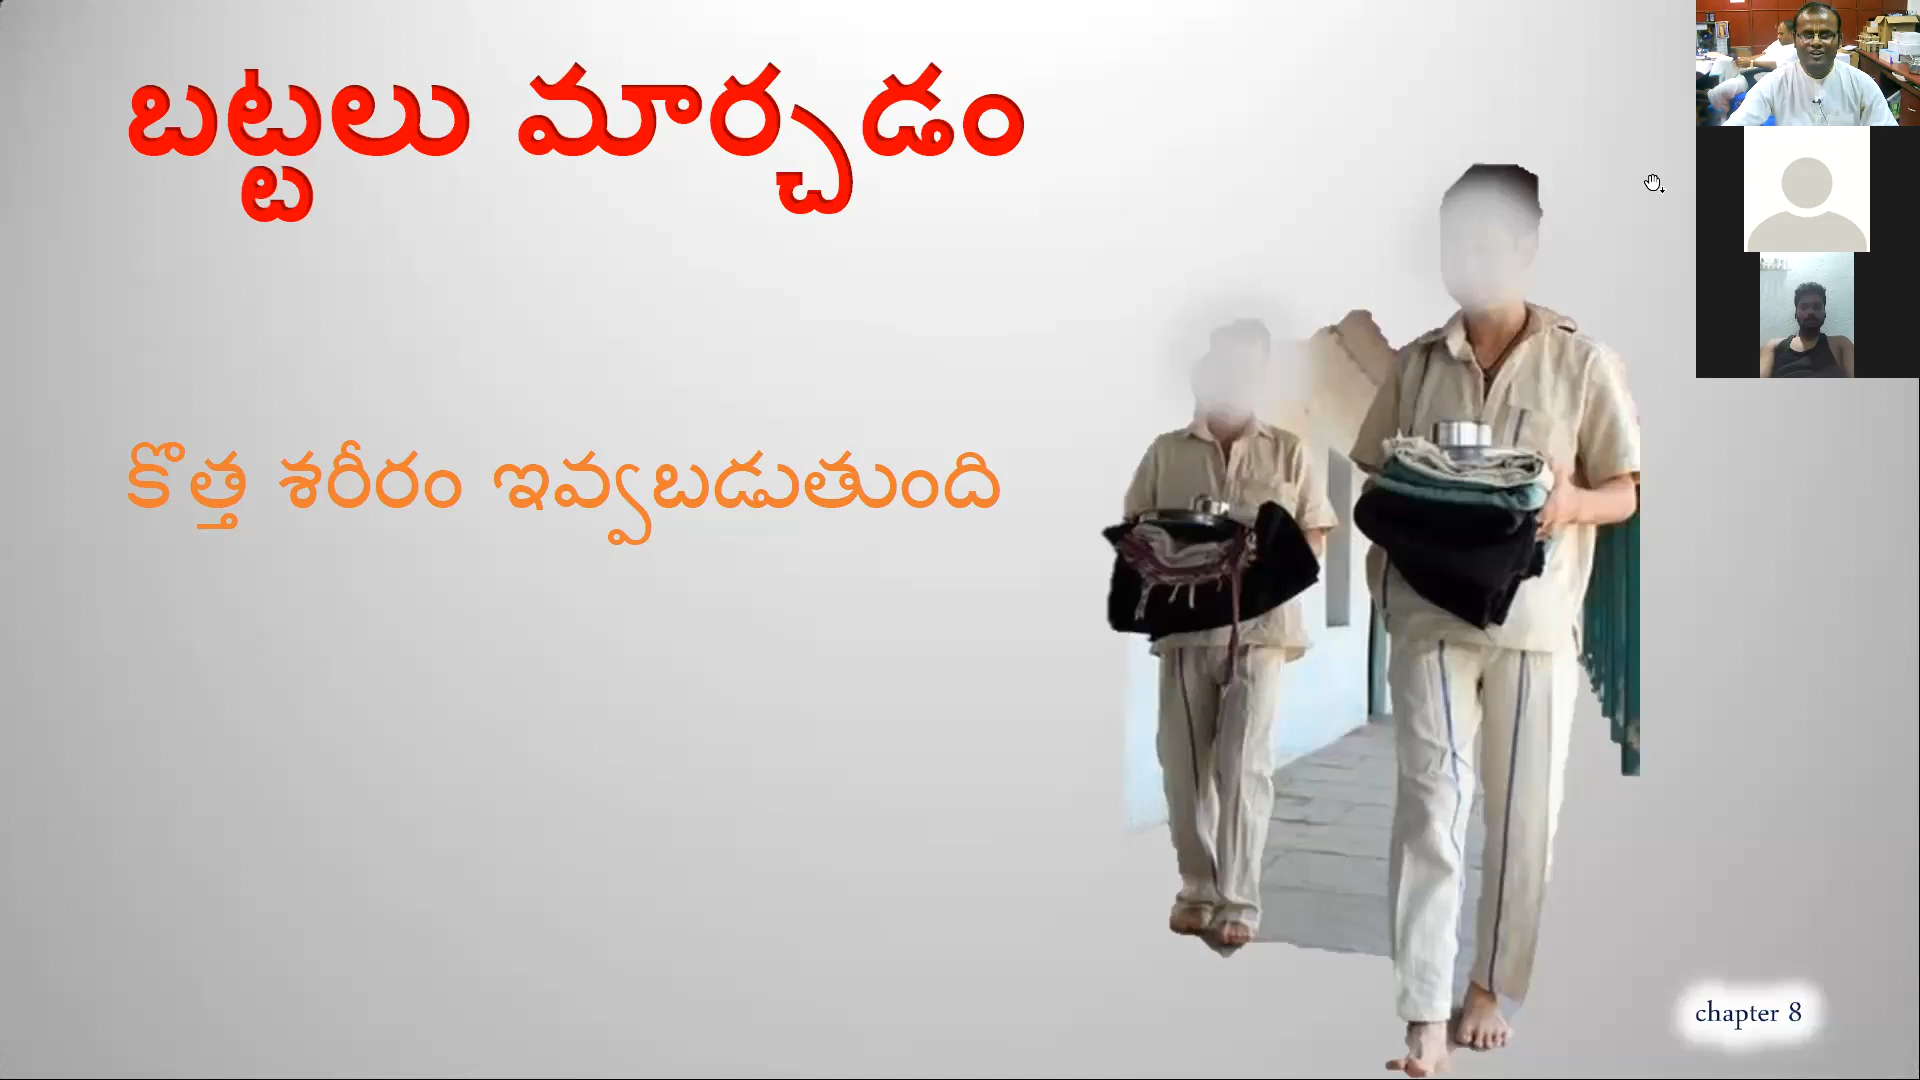 బట్టలు మార్చడం
కొత్త శరీరం ఇవ్వబడుతుంది
chapter 8